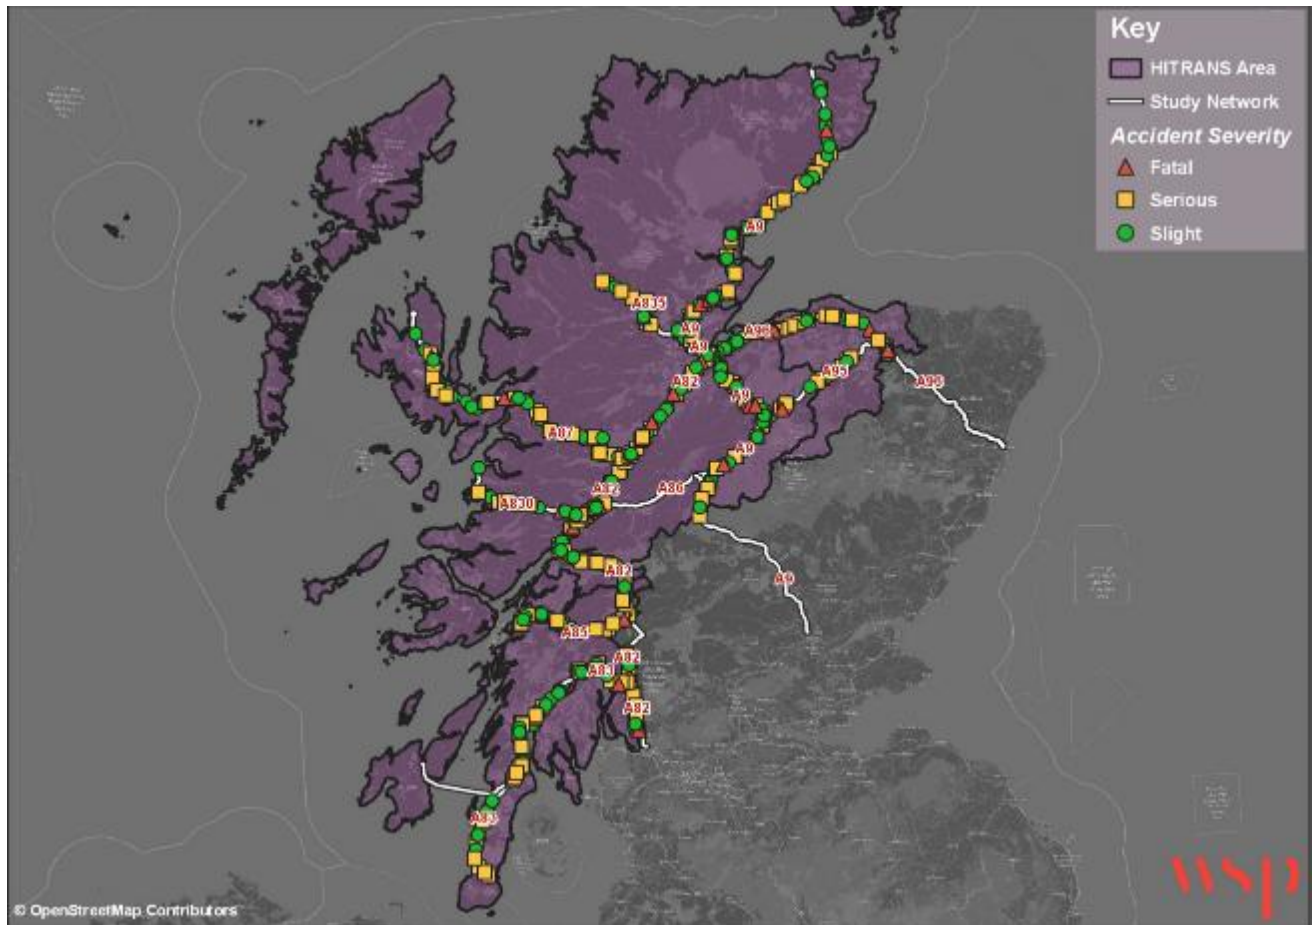 Key
HITRANS Area
Study Network
Accident Severity
Fatal
Serious
Slight
A9
A835
A9
A9
A96
A82
A95
A96
A9
A87
A9
A86
A82
A830
A82
A9
A85
A82
A83
A82
A83
wsp
© OpenStreetMap Contributors